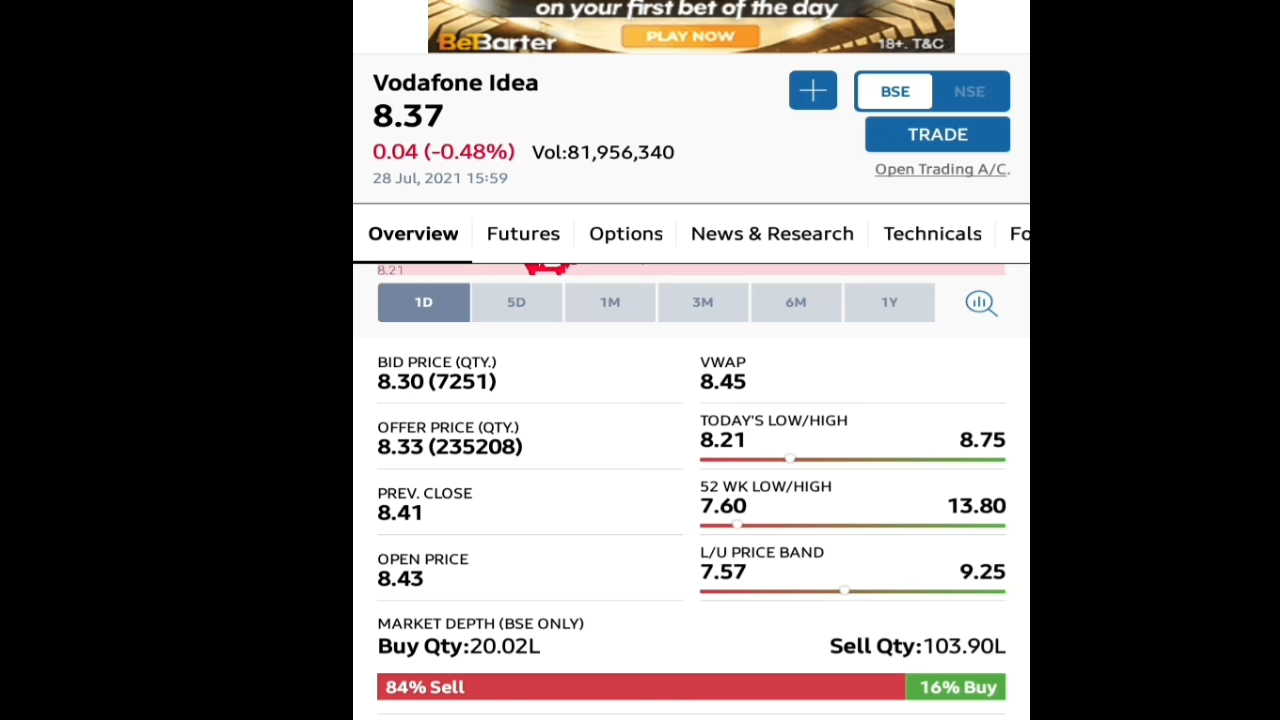 on your first bet of the day
BetBarter
PLAY NOW
18+. T&C
Vodafone Idea
8.37
0.04 (-0.48%) Vol:81,956,340
28 Jul, 2021 15:59
BSE NSE
TRADE
Open Trading A/C.
Overview Futures Options News & Research Technicals Fo
8.21
1D 5D 1M 3M 6M 1Y
BID PRICE (QTY.)
8.30 (7251)
VWAP
8.45
OFFER PRICE (QTY.)
8.33 (235208)
TODAY'S LOW/HIGH
8.21 8.75
PREV. CLOSE
8.41
52 WK LOW/HIGH
7.60 13.80
OPEN PRICE
8.43
L/U PRICE BAND
7.57 9.25
MARKET DEPTH (BSE ONLY)
Buy Qty:20.02L Sell Qty:103.90L
84% Sell 16% Buy